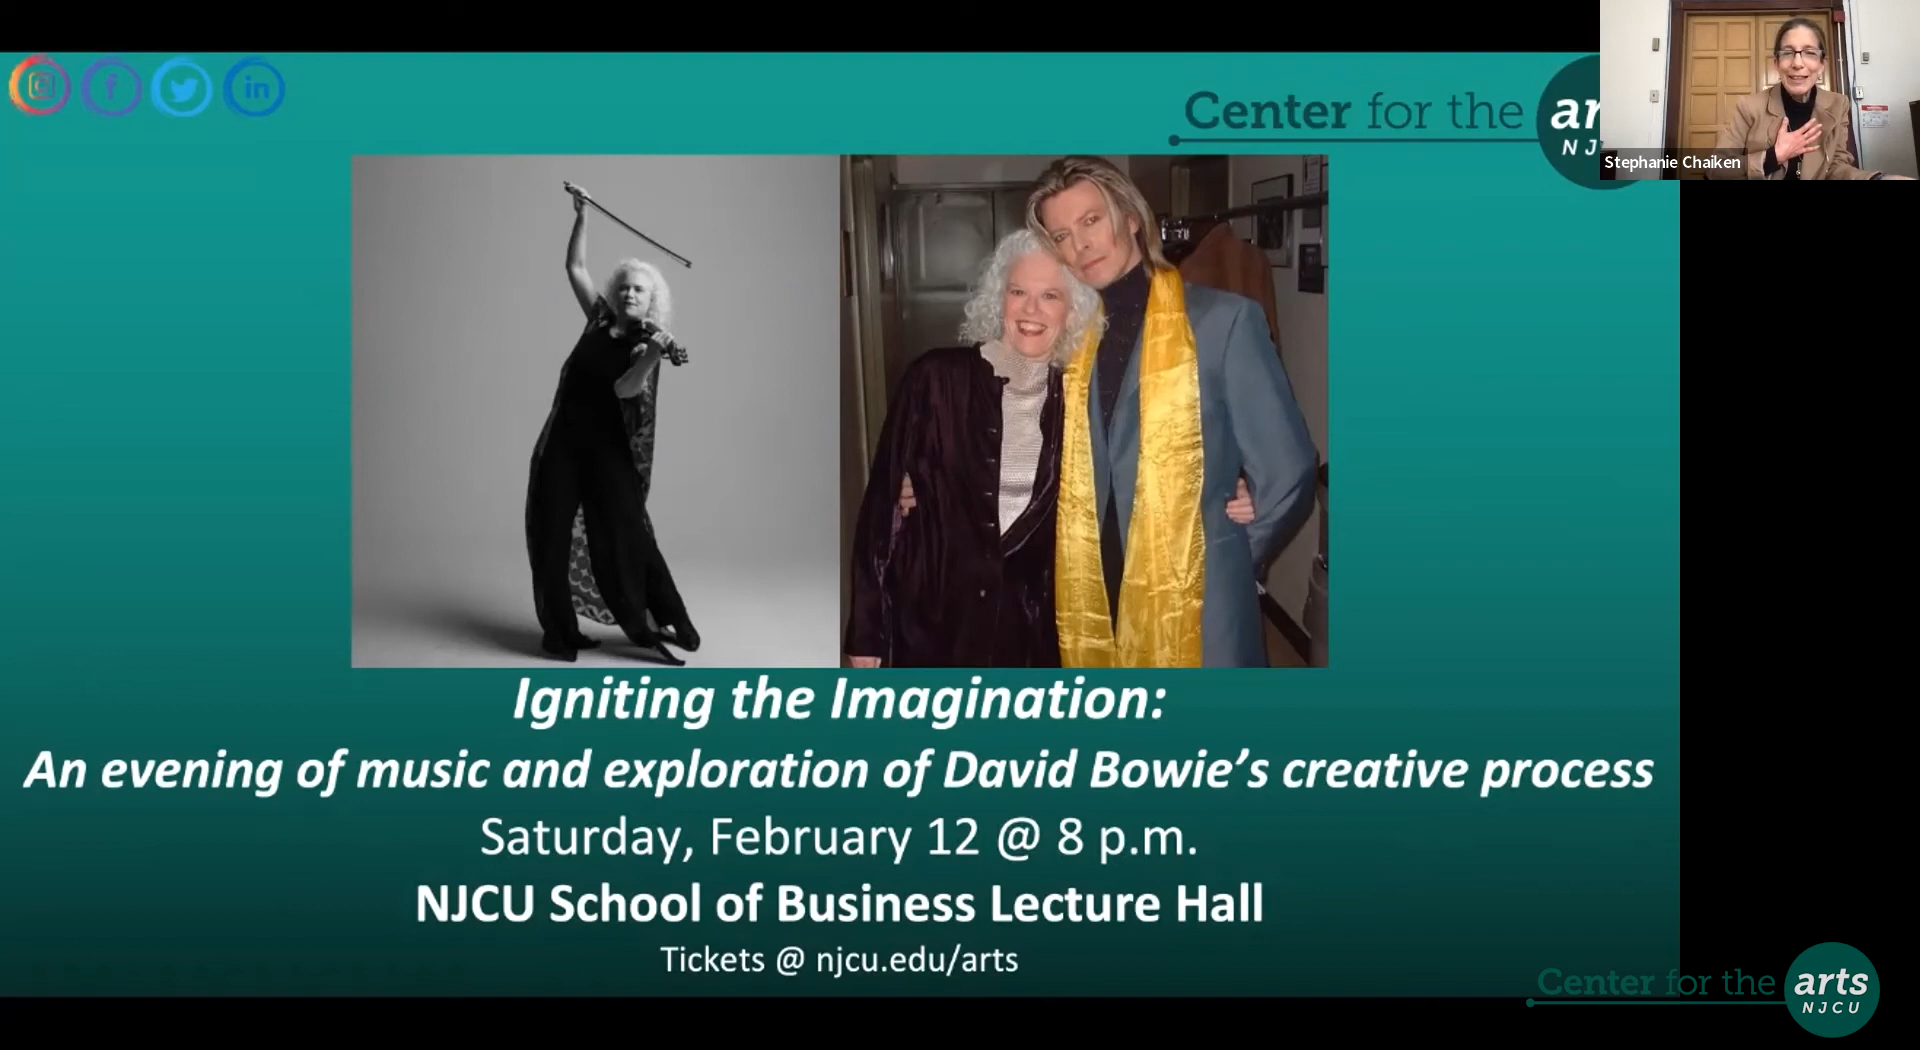 in
Center for the ar
NJ
Stephanie Chaiken
Igniting the Imagination:
An evening of music and exploration of David Bowie’s creative process
Saturday, February 12 @ 8 p.m.
NJCU School of Business Lecture Hall
Tickets @ njcu.edu/arts
Center for the arts
NJCU